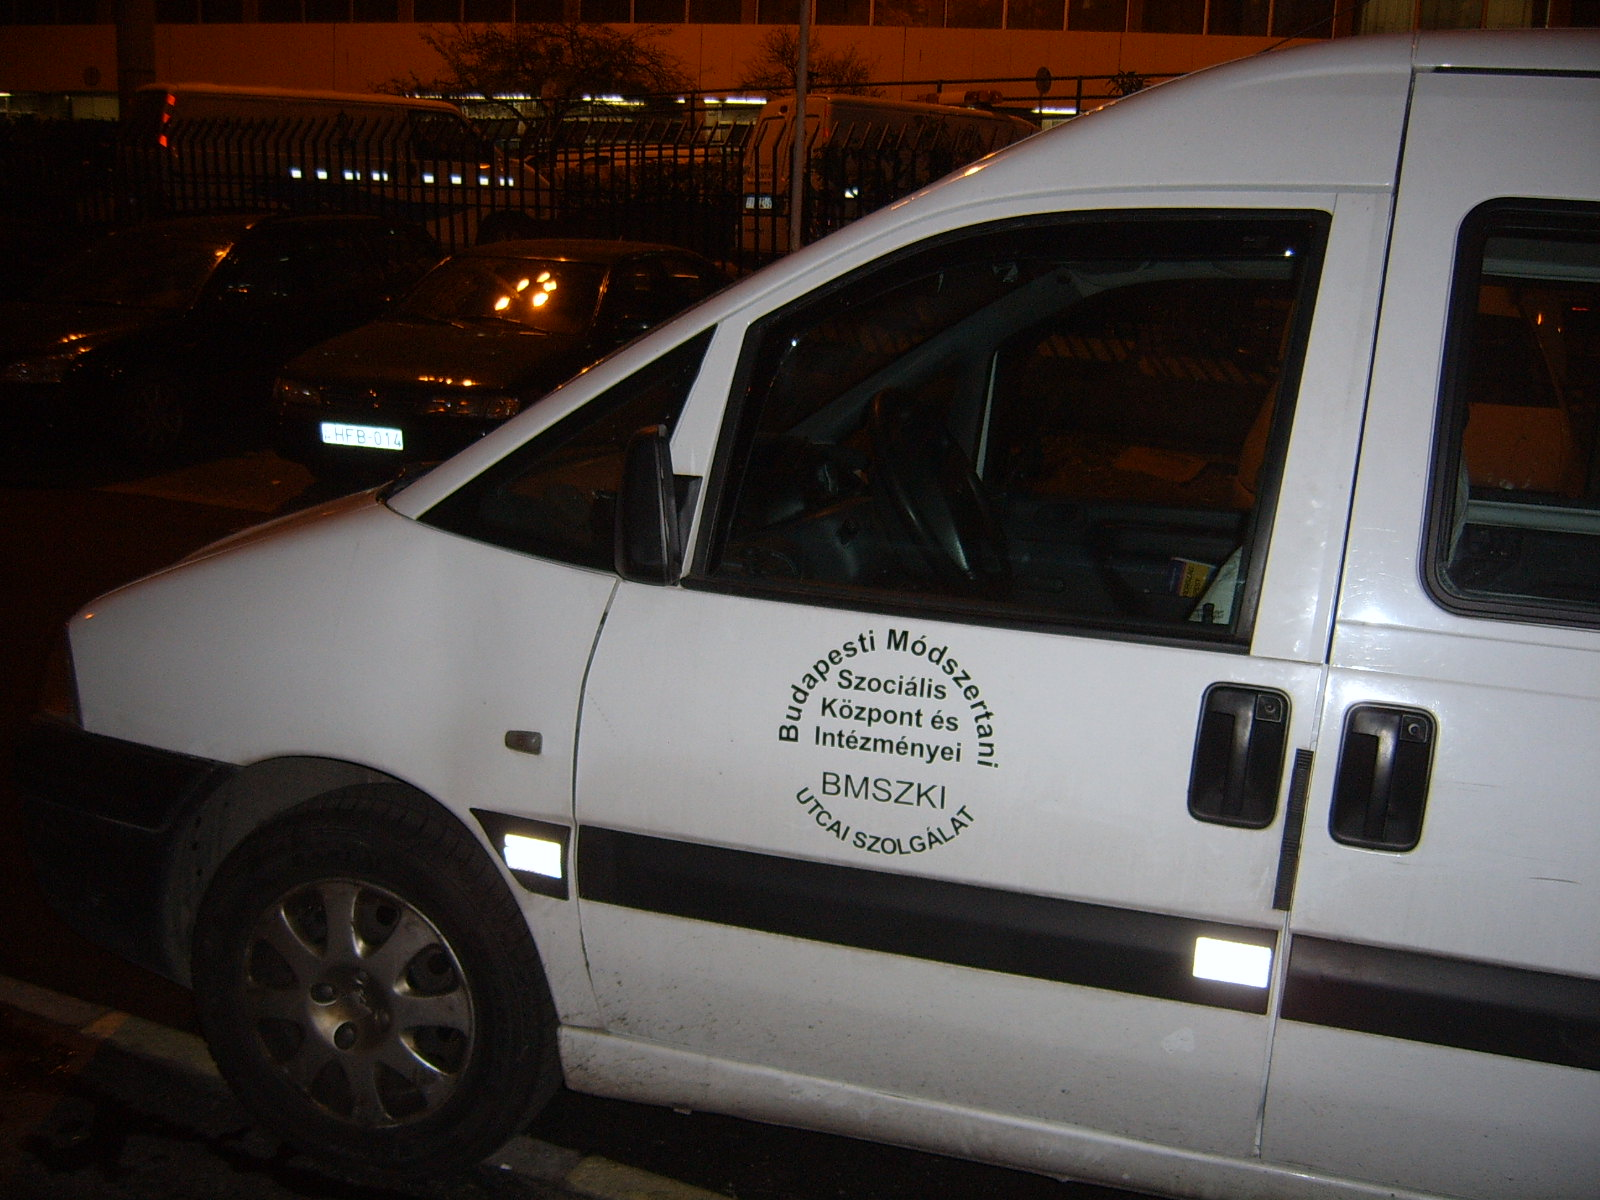 HFB-014
Budapesti Módszertani
Szociális
Központ és
Intézményei
BMSZKI
UTCAI SZOLGÁLAT